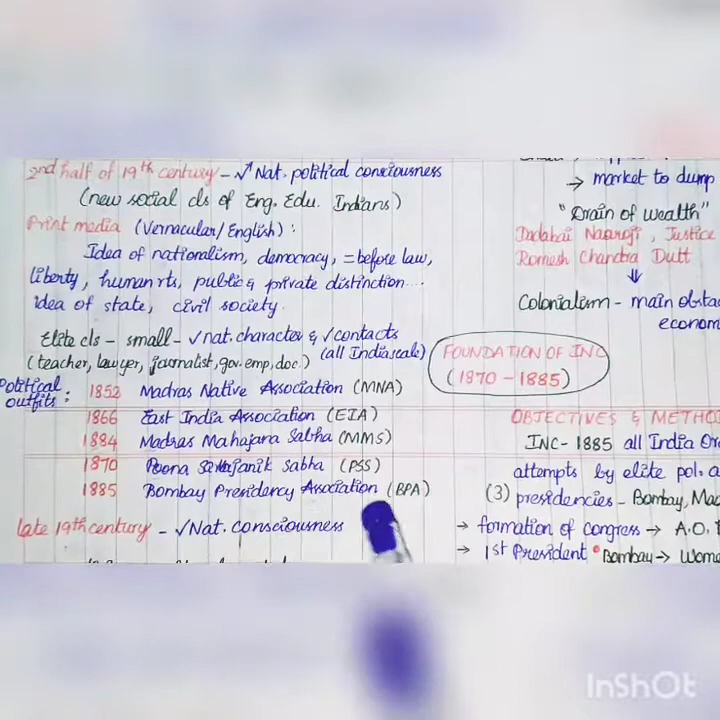 2nd half of 19th century - ✓ Nat. political consciousness
(new social cls of Eng. Edu. Indians)
Print media (Vernacular/English) :
Idea of nationalism, democracy, = before law,
liberty, human rts, public & private distinction....
idea of state, civil society.
Elite cls - small - ✓ nat. character & ✓ contacts
(all India scale)
(teacher, lawyer, journalist, gov. emp, doc.)
Political outfits :
1852 Madras Native Association (MNA)
1866 East India Association (EIA)
1884 Madras Mahajara Sabha (MMS)
1870 Poona Sarvajanik Sabha (PSS)
1885 Bombay Presidency Association (BPA)
late 19th century - ✓ Nat. consciousness
→ market to dump
"Drain of wealth"
Dadabai Naoroji, Justice
Romesh Chandra Dutt
Colonialism - main obsta
econom
FOUNDATION OF INC
(1870 - 1885)
OBJECTIVES & METHO
INC - 1885 all India Or
attempts by elite pol. a
(3) presidencies - Bombay, Mad
→ formation of congress → A.O.
→ 1st President • Bombay → Wome
InShOt